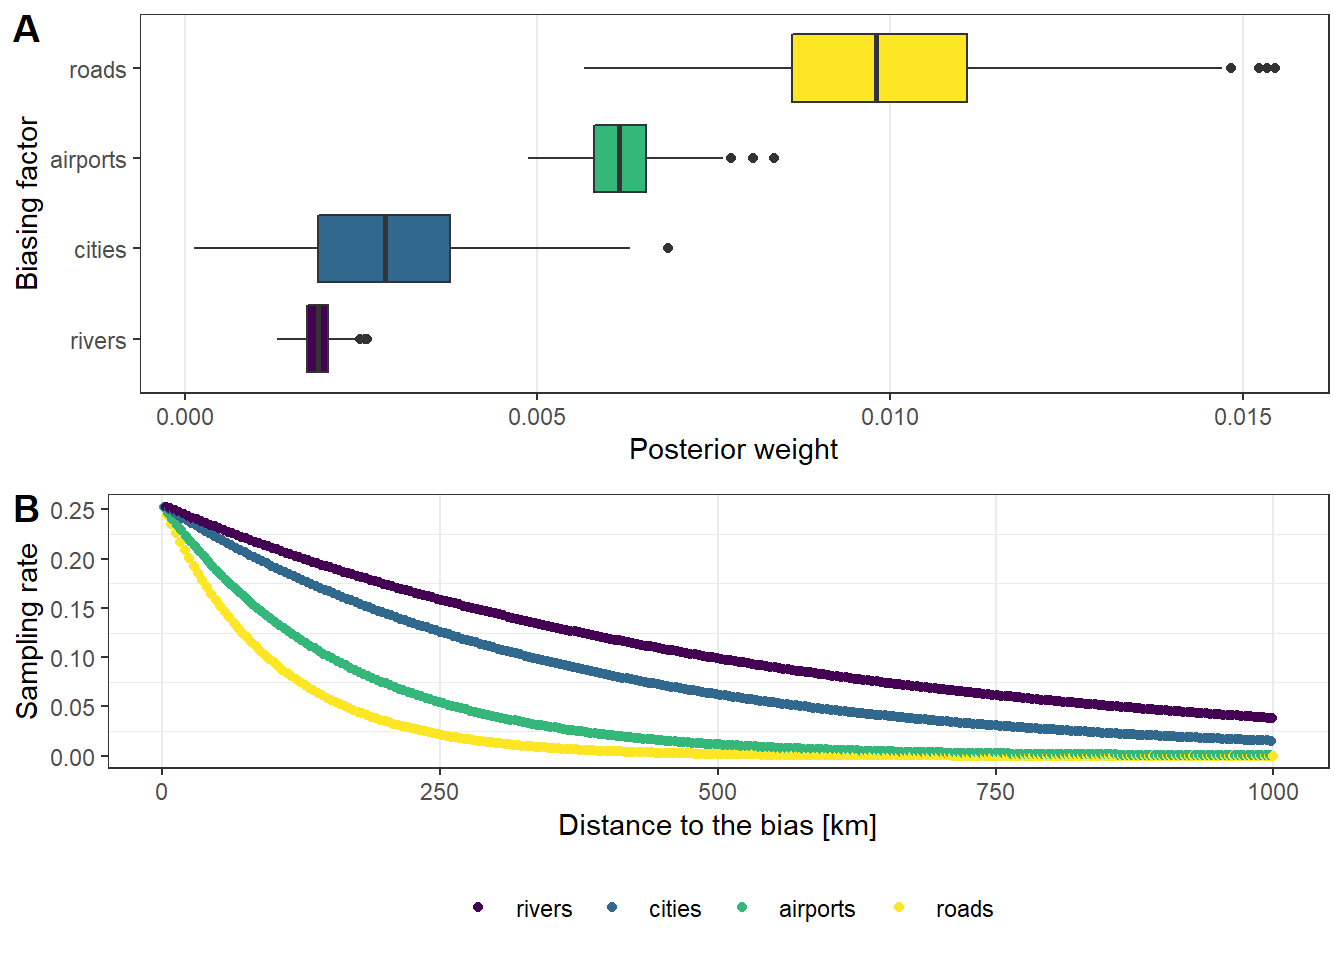 A
Biasing factor
roads
airports
cities
rivers
0.000 0.005 0.010 0.015
Posterior weight
B
Sampling rate
0.25
0.20
0.15
0.10
0.05
0.00
0 250 500 750 1000
Distance to the bias [km]
rivers cities airports roads